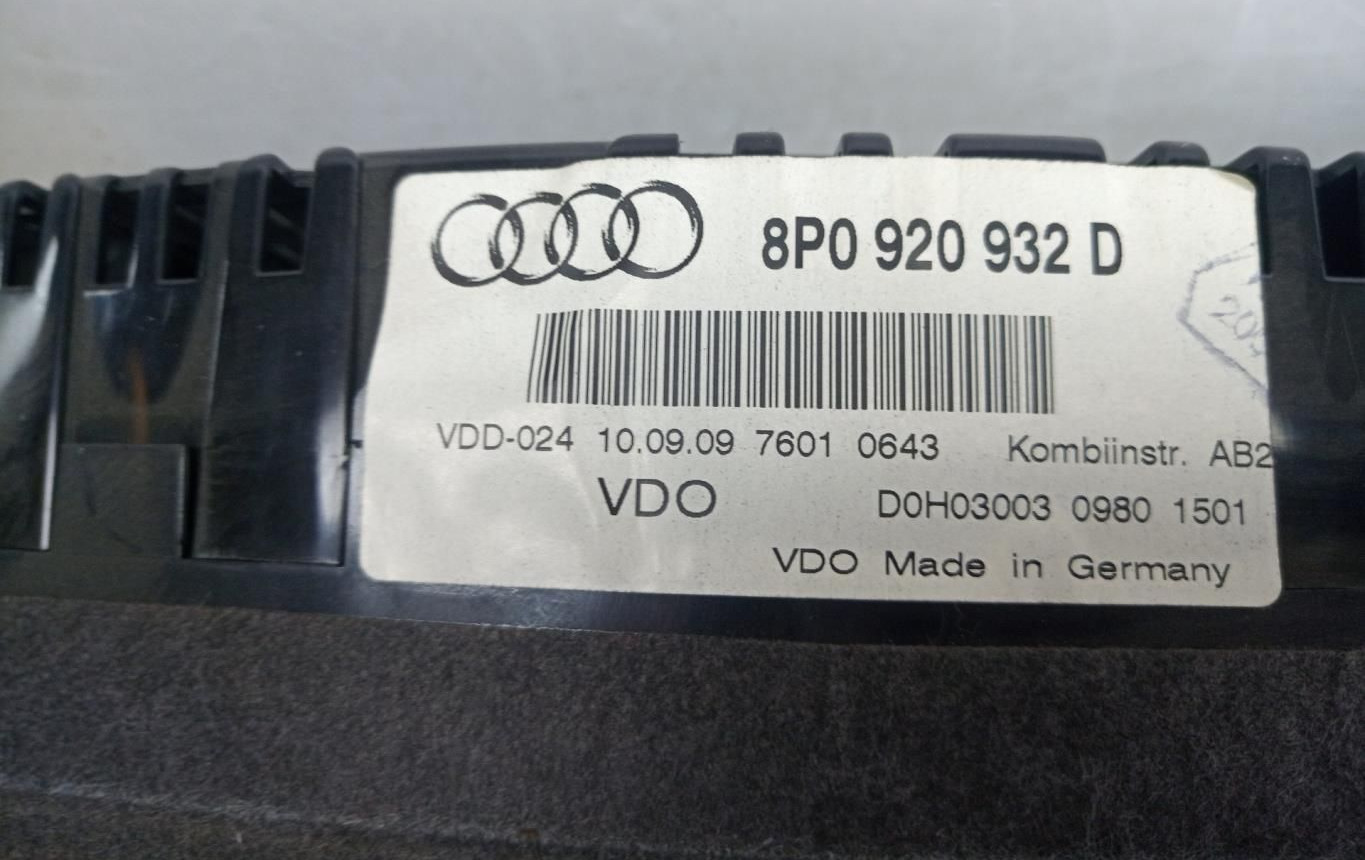 8P0 920 932 D
VDD-024 10.09.09 7601 0643 Kombiinstr. AB2
VDO D0H03003 0980 1501
VDO Made in Germany